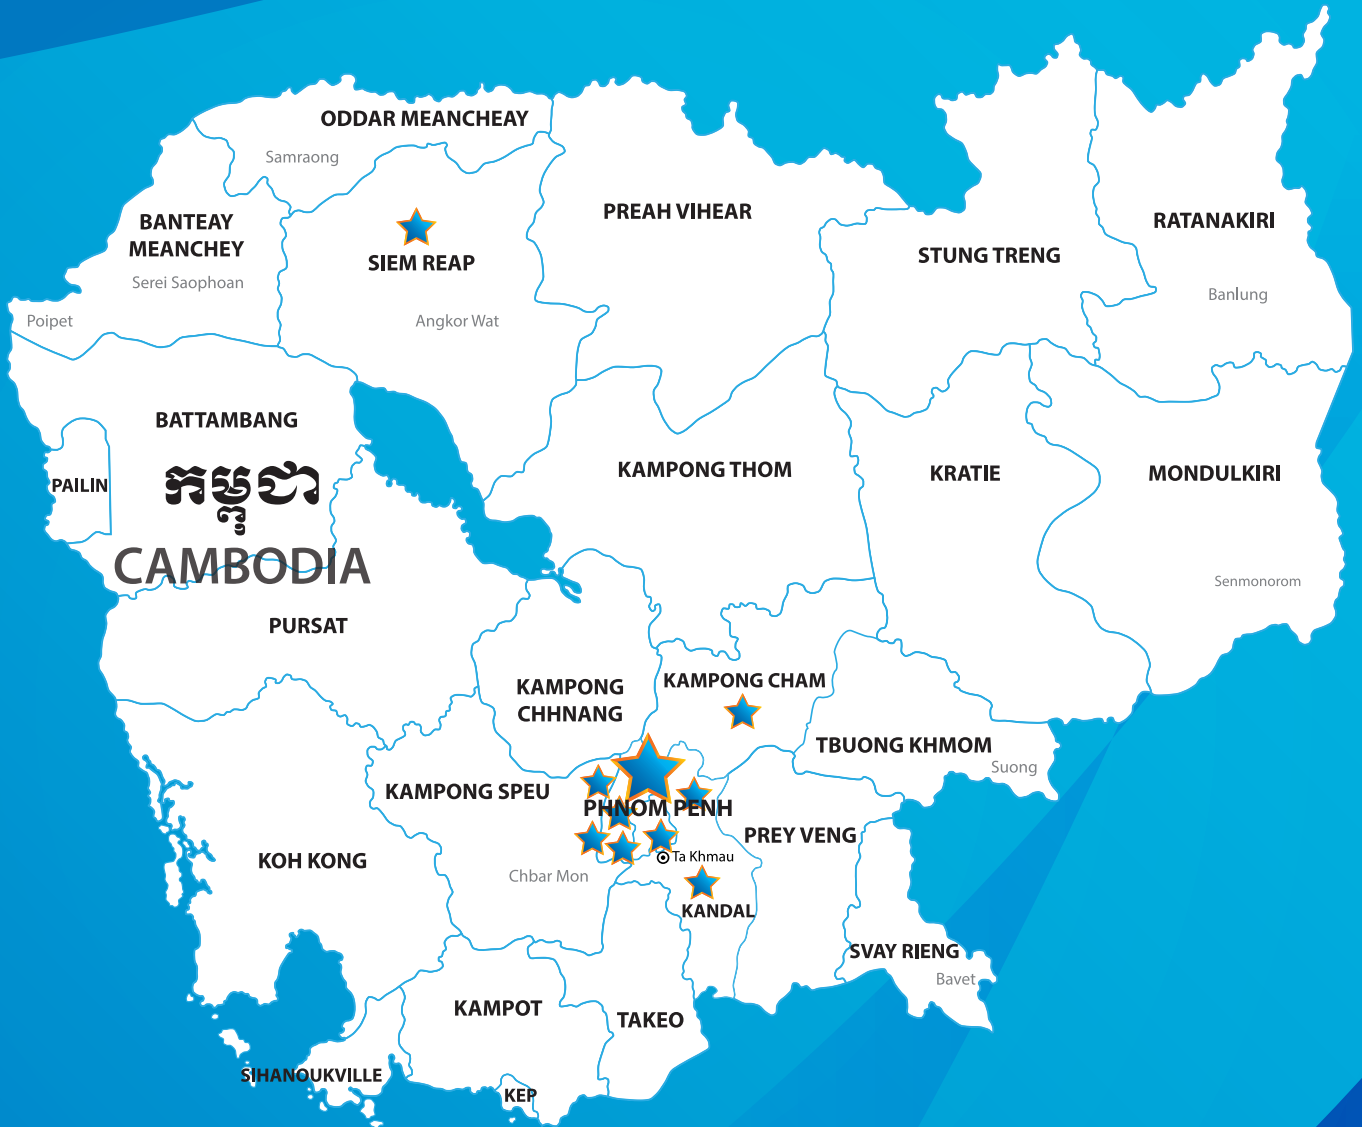 ODDAR MEANCHEAY
Samraong
BANTEAY
MEANCHEY
Serei Saophoan
Poipet
SIEM REAP
Angkor Wat
PREAH VIHEAR
STUNG TRENG
RATANAKIRI
Banlung
BATTAMBANG
PAILIN
កម្ពុជា
CAMBODIA
KAMPONG THOM
KRATIE
MONDULKIRI
Senmonorom
PURSAT
KAMPONG
CHHNANG
KAMPONG CHAM
TBUONG KHMOM
Suong
KAMPONG SPEU
PHNOM PENH
PREY VENG
KOH KONG
Chbar Mon
Ta Khmau
KANDAL
SVAY RIENG
Bavet
KAMPOT
TAKEO
SIHANOUKVILLE
KEP